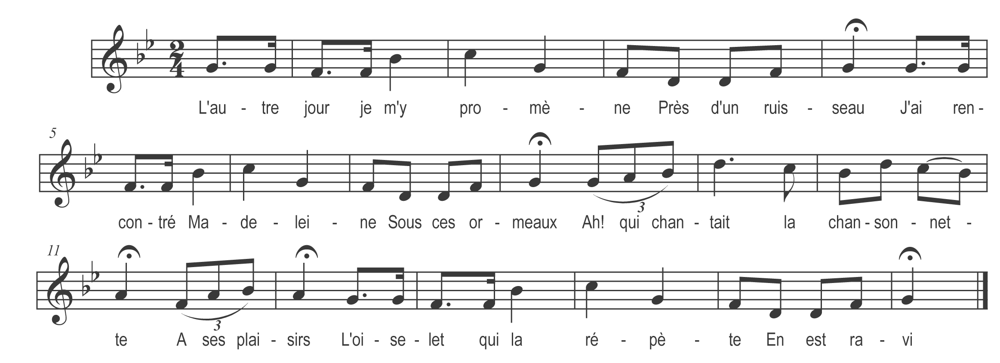 L'au - tre jour je m'y pro - mè - ne Près d'un ruis - seau J'ai ren -
5
con - tré Ma - de - lei - ne Sous ces or - meaux Ah! qui chan - tait la chan - son - net -
3
11
te A ses plai - sirs L'oi - se - let qui la ré - pè - te En est ra - vi
3